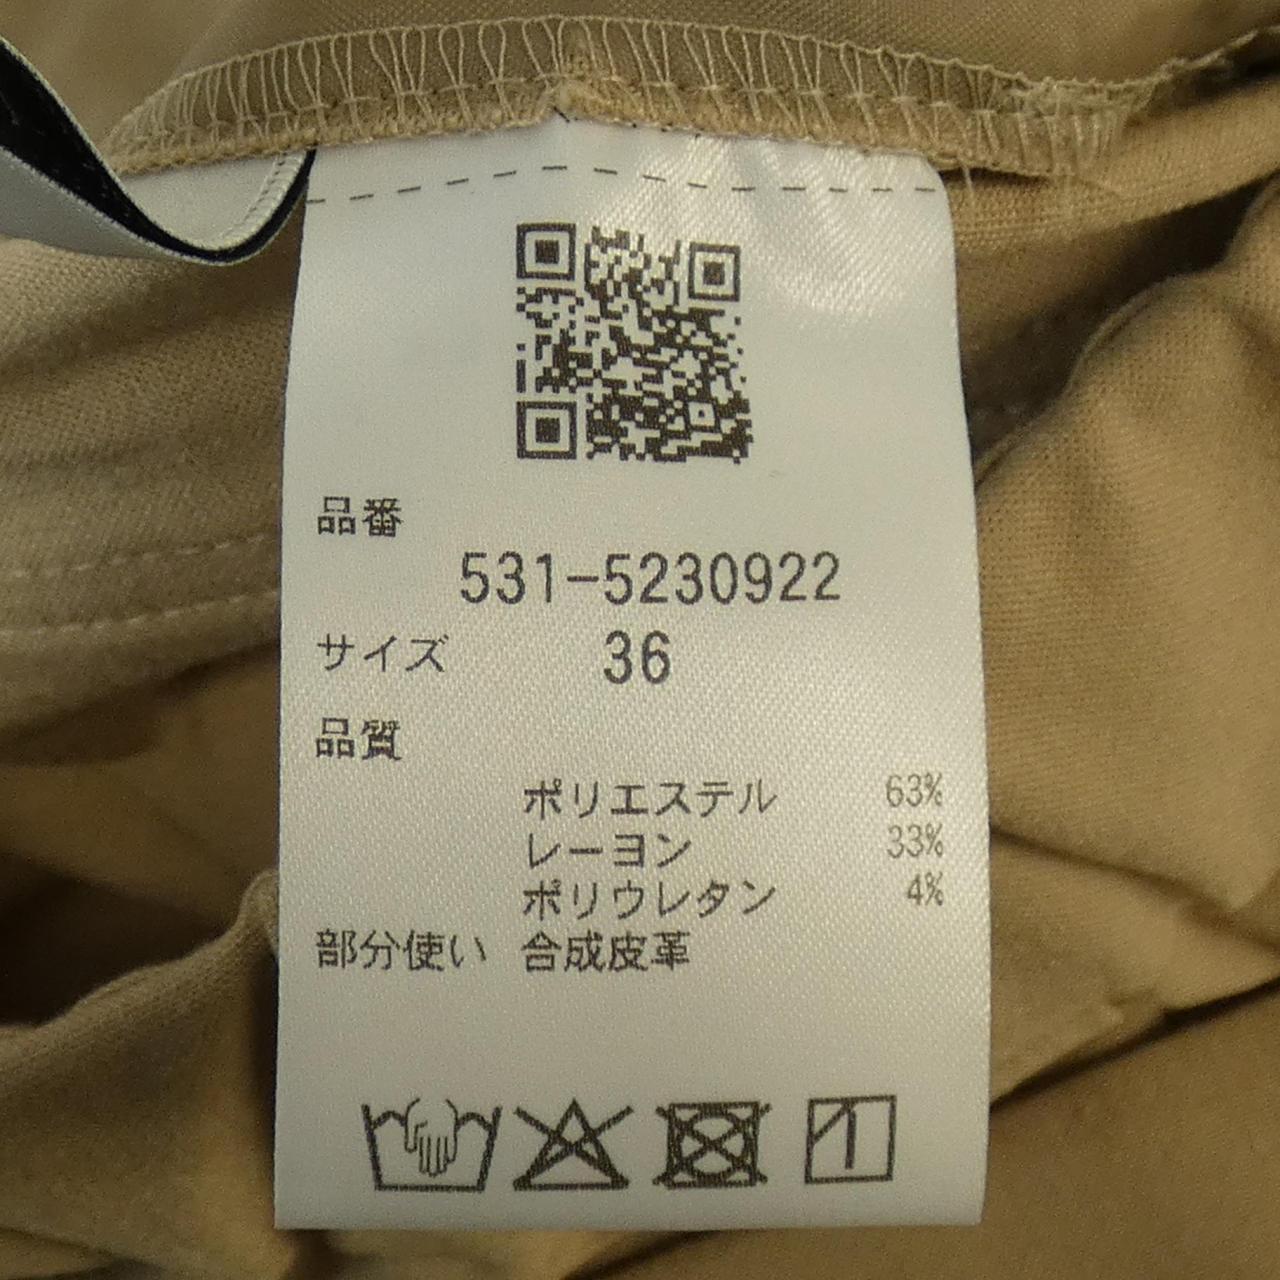 品番
531-5230922
サイズ 36
品質
ポリエステル 63%
レーヨン 33%
ポリウレタン 4%
部分使い 合成皮革